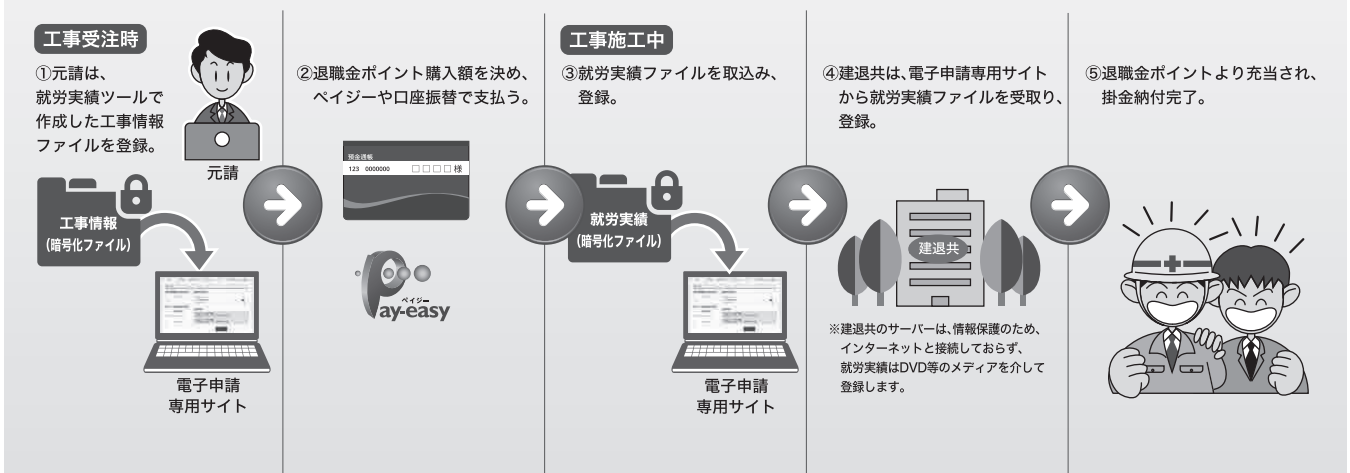 工事受注時
①元請は、
就労実績ツールで
作成した工事情報
ファイルを登録。
元請
工事情報
(暗号化ファイル)
電子申請
専用サイト
②退職金ポイント購入額を決め、
ペイジーや口座振替で支払う。
預金通帳
123 0000000 □□□□様
ペイジー
Pay-easy
工事施工中
③就労実績ファイルを取込み、
登録。
就労実績
(暗号化ファイル)
電子申請
専用サイト
④建退共は、電子申請専用サイト
から就労実績ファイルを受取り、
登録。
建退共
※建退共のサーバーは、情報保護のため、
インターネットと接続しておらず、
就労実績はDVD等のメディアを介して
登録します。
⑤退職金ポイントより充当され、
掛金納付完了。